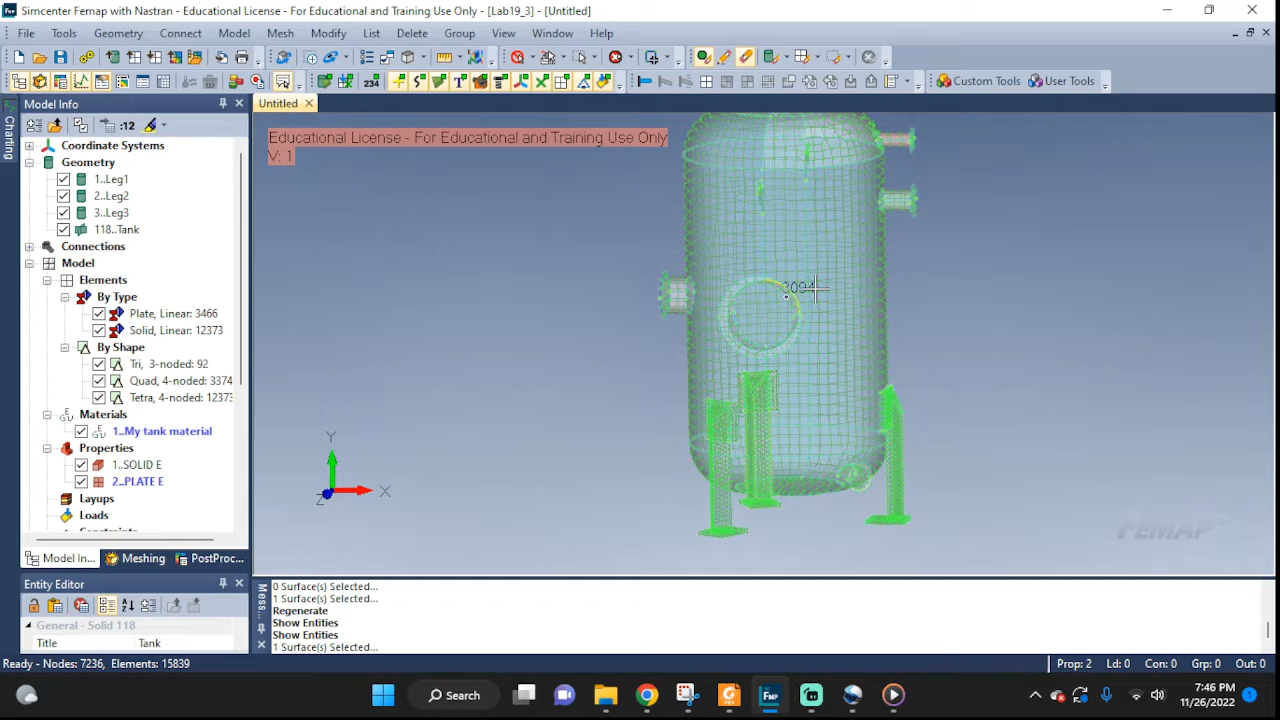 Simcenter Femap with Nastran - Educational License - For Educational and Training Use Only - [Lab19_3] - [Untitled]
File Tools Geometry Connect Model Mesh Modify List Delete Group View Window Help
234 Custom Tools User Tools
Model Info
Untitled
Charting
:12
Educational License - For Educational and Training Use Only
V: 1
Coordinate Systems
Geometry
1..Leg1
2..Leg2
3..Leg3
118..Tank
Connections
Model
Elements
By Type
Plate, Linear: 3466
Solid, Linear: 12373
By Shape
Tri, 3-noded: 92
Quad, 4-noded: 3374
Tetra, 4-noded: 12373
Materials
1..My tank material
Properties
1..SOLID E
2..PLATE E
Layups
Loads
Y
X
Z
FEMAP
Model In... Meshing PostProc...
Entity Editor
General - Solid 118
Title Tank
Mess...
0 Surface(s) Selected...
1 Surface(s) Selected...
Regenerate
Show Entities
Show Entities
1 Surface(s) Selected...
Ready - Nodes: 7236, Elements: 15839
Prop: 2 Ld: 0 Con: 0 Grp: 0 Out: 0
Search
FMP
7:46 PM
11/26/2022